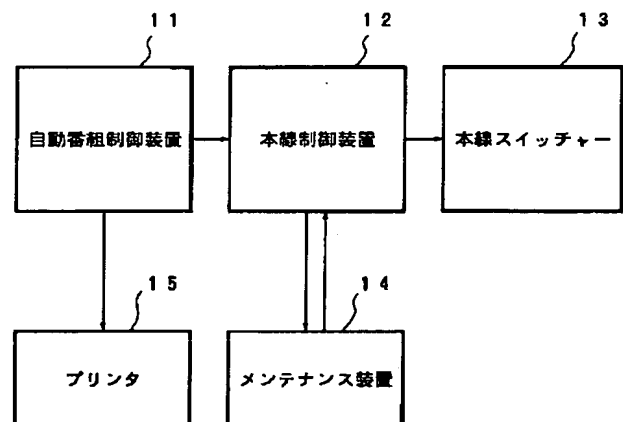 11
12
13
自動番組制御装置
本線制御装置
本線スイッチャー
15
14
プリンタ
メンテナンス装置